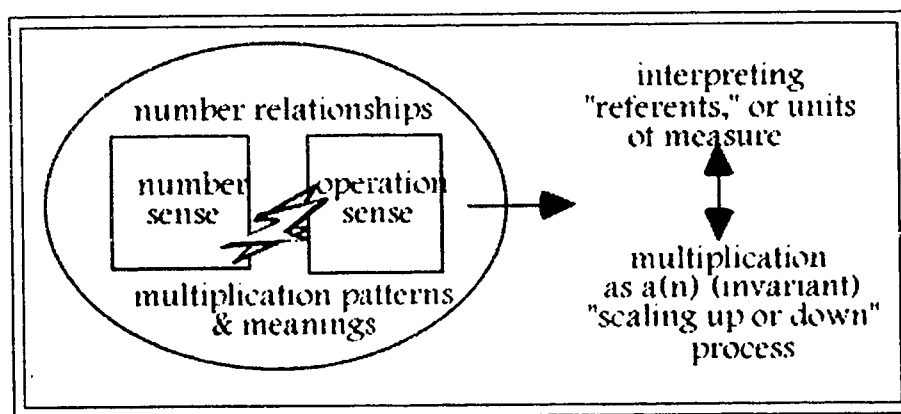 number relationships
number sense
operation sense
multiplication patterns
& meanings
interpreting
"referents," or units
of measure
multiplication
as a(n) (invariant)
"scaling up or down"
process